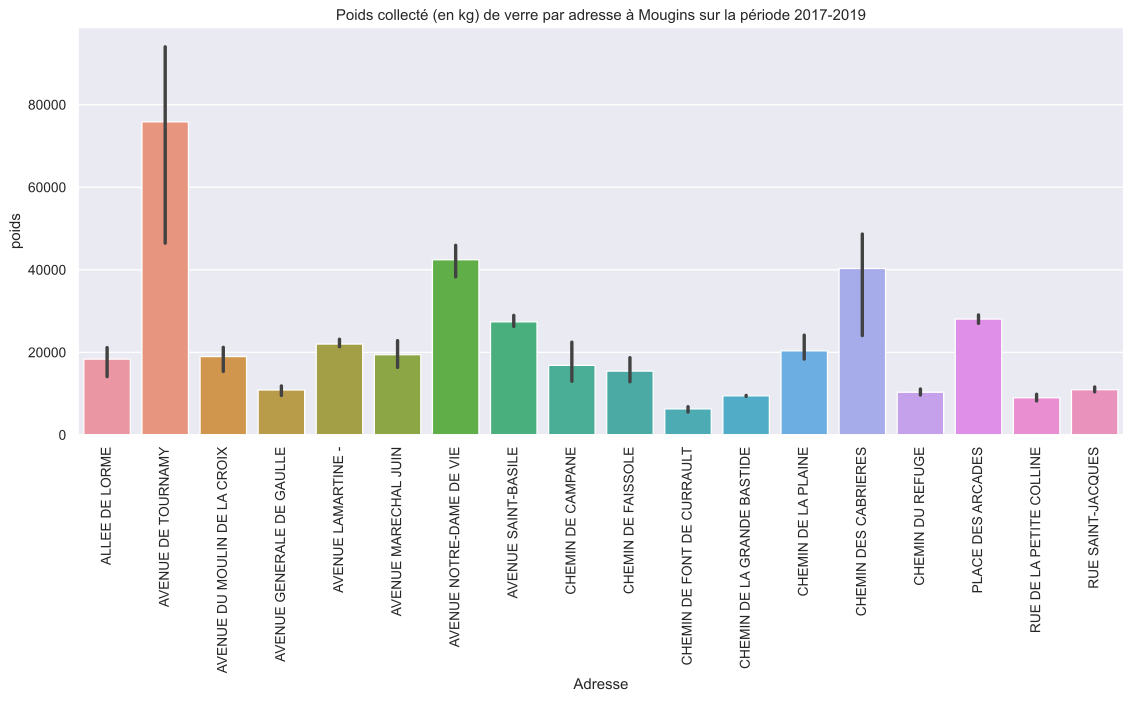 Poids collecté (en kg) de verre par adresse à Mougins sur la période 2017-2019
poids
80000
60000
40000
20000
0
ALLEE DE LORME
AVENUE DE TOURNAMY
AVENUE DU MOULIN DE LA CROIX
AVENUE GENERALE DE GAULLE
AVENUE LAMARTINE -
AVENUE MARECHAL JUIN
AVENUE NOTRE-DAME DE VIE
AVENUE SAINT-BASILE
CHEMIN DE CAMPANE
CHEMIN DE FAISSOLE
CHEMIN DE FONT DE CURRAULT
CHEMIN DE LA GRANDE BASTIDE
CHEMIN DE LA PLAINE
CHEMIN DES CABRIERES
CHEMIN DU REFUGE
PLACE DES ARCADES
RUE DE LA PETITE COLLINE
RUE SAINT-JACQUES
Adresse